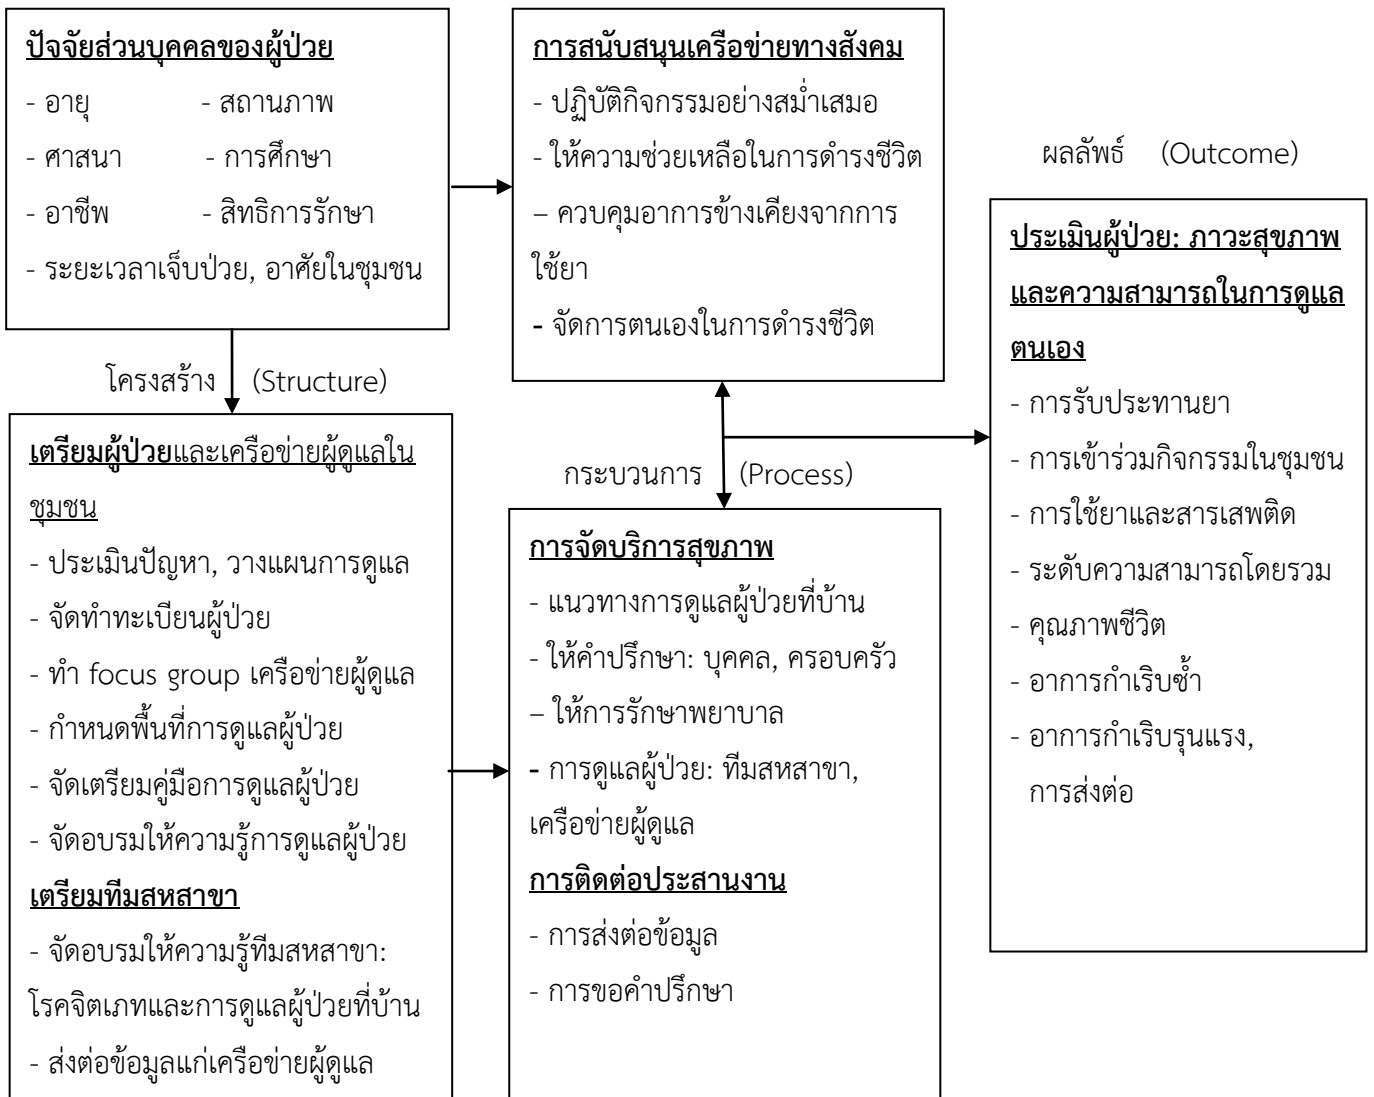 ปัจจัยส่วนบุคคลของผู้ป่วย
- อายุ - สถานภาพ
- ศาสนา - การศึกษา
- อาชีพ - สิทธิการรักษา
- ระยะเวลาเจ็บป่วย, อาศัยในชุมชน
โครงสร้าง (Structure)
เตรียมผู้ป่วยและเครือข่ายผู้ดูแลใน
ชุมชน
- ประเมินปัญหา, วางแผนการดูแล
- จัดทำทะเบียนผู้ป่วย
- ทำ focus group เครือข่ายผู้ดูแล
- กำหนดพื้นที่การดูแลผู้ป่วย
- จัดเตรียมคู่มือการดูแลผู้ป่วย
- จัดอบรมให้ความรู้การดูแลผู้ป่วย
เตรียมทีมสหสาขา
- จัดอบรมให้ความรู้ทีมสหสาขา:
โรคจิตเภทและการดูแลผู้ป่วยที่บ้าน
- ส่งต่อข้อมูลแก่เครือข่ายผู้ดูแล
การสนับสนุนเครือข่ายทางสังคม
- ปฏิบัติกิจกรรมอย่างสม่ำเสมอ
- ให้ความช่วยเหลือในการดำรงชีวิต
– ควบคุมอาการข้างเคียงจากการ
ใช้ยา
- จัดการตนเองในการดำรงชีวิต
กระบวนการ (Process)
การจัดบริการสุขภาพ
- แนวทางการดูแลผู้ป่วยที่บ้าน
- ให้คำปรึกษา: บุคคล, ครอบครัว
– ให้การรักษาพยาบาล
- การดูแลผู้ป่วย: ทีมสหสาขา,
เครือข่ายผู้ดูแล
การติดต่อประสานงาน
- การส่งต่อข้อมูล
- การขอคำปรึกษา
ผลลัพธ์ (Outcome)
ประเมินผู้ป่วย: ภาวะสุขภาพ
และความสามารถในการดูแล
ตนเอง
- การรับประทานยา
- การเข้าร่วมกิจกรรมในชุมชน
- การใช้ยาและสารเสพติด
- ระดับความสามารถโดยรวม
- คุณภาพชีวิต
- อาการกำเริบซ้ำ
- อาการกำเริบรุนแรง,
การส่งต่อ